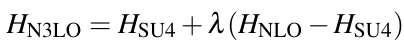 H_N3LO = H_SU4 + λ(H_NLO − H_SU4)